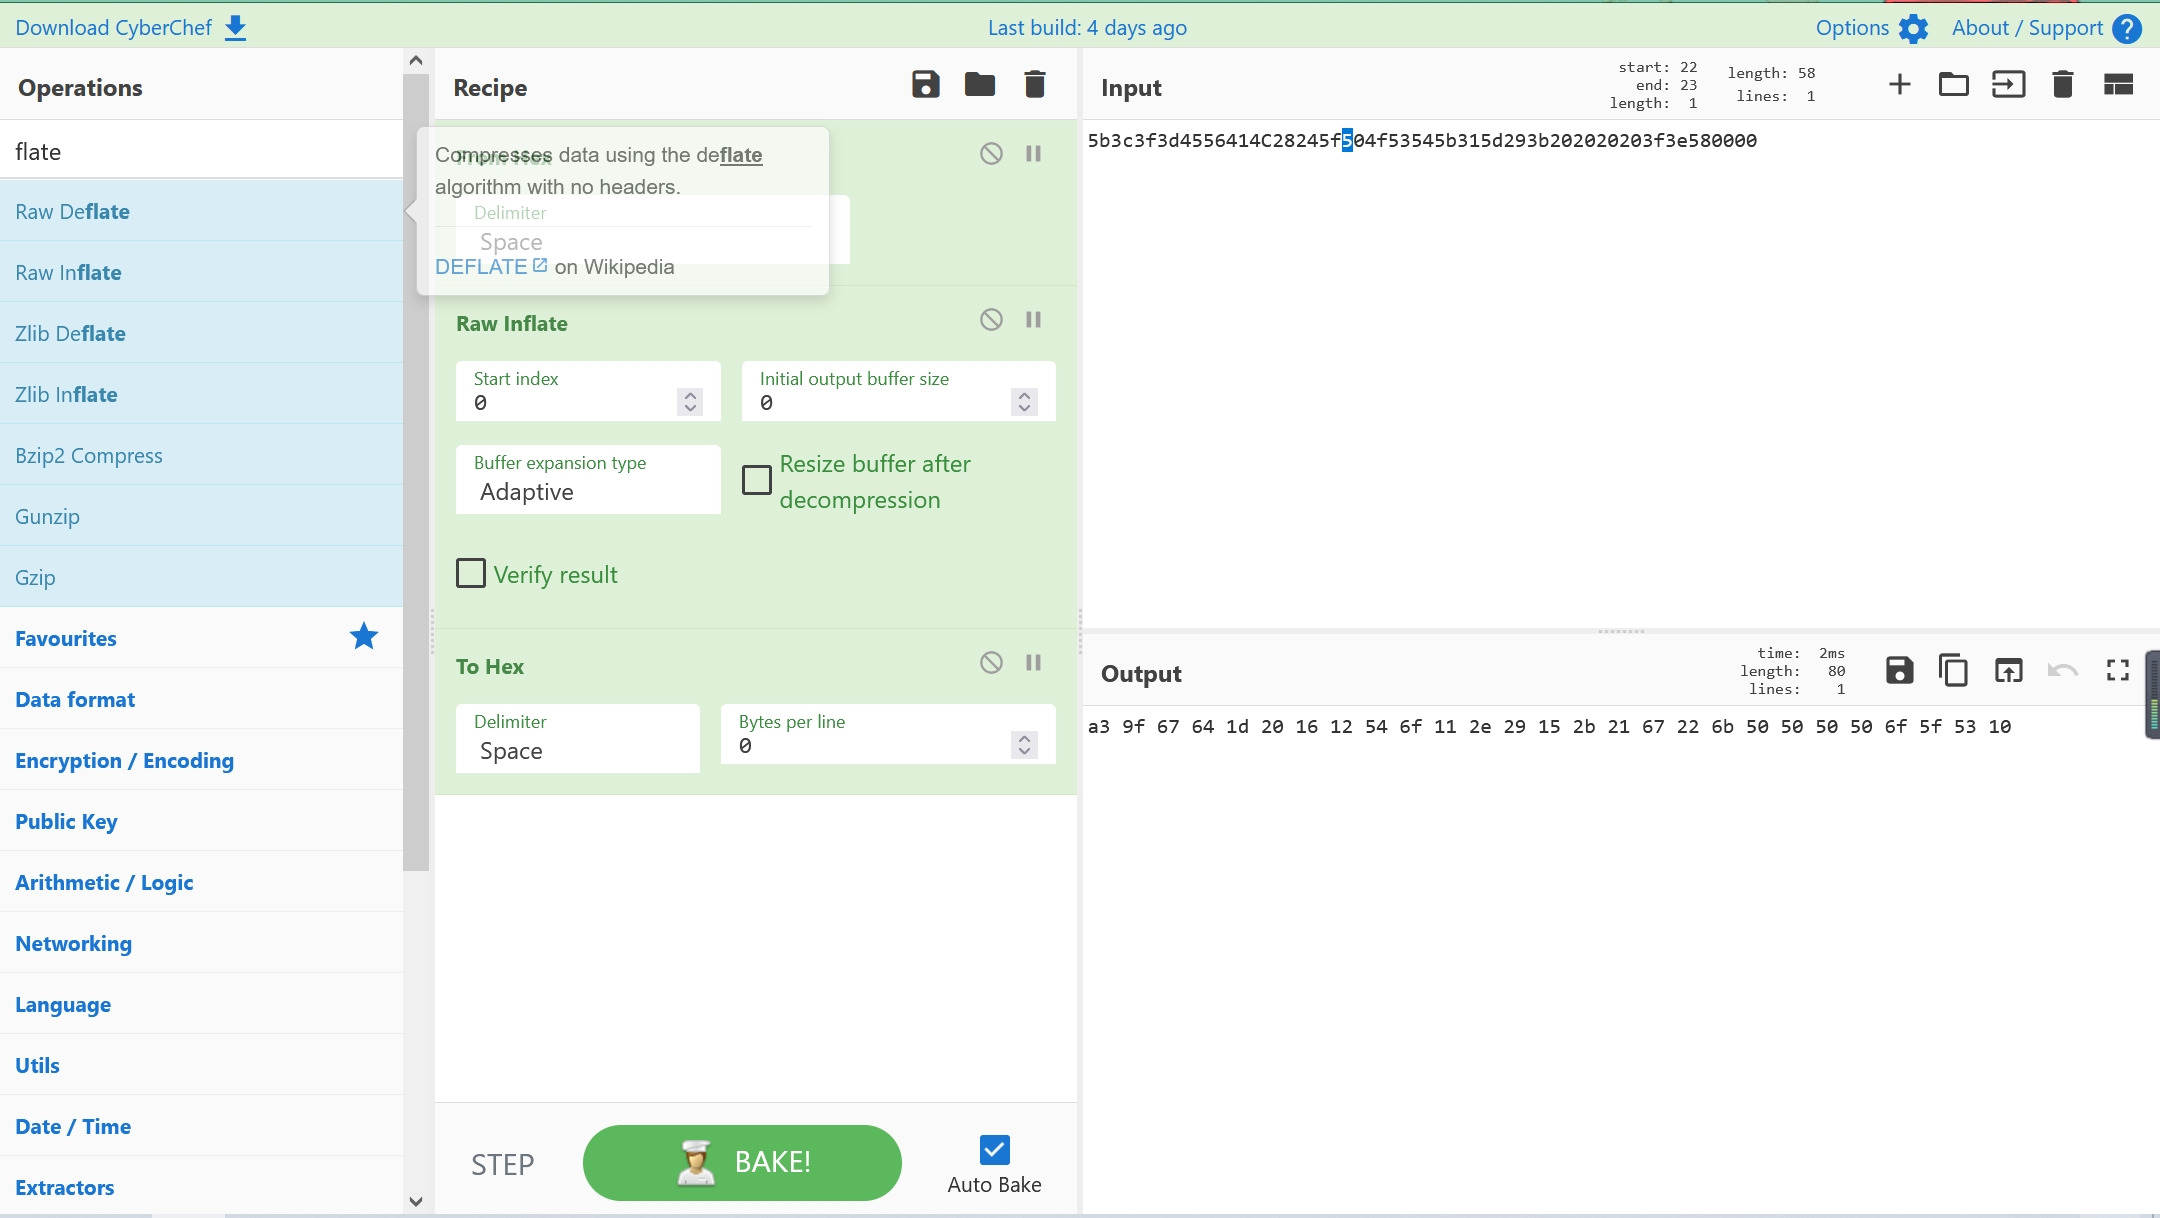 Download CyberChef
Last build: 4 days ago
Options
About / Support
Operations
flate
Raw Deflate
Raw Inflate
Zlib Deflate
Zlib Inflate
Bzip2 Compress
Gunzip
Gzip
Favourites
Data format
Encryption / Encoding
Public Key
Arithmetic / Logic
Networking
Language
Utils
Date / Time
Extractors
Recipe
From Hex
Compresses data using the deflate
algorithm with no headers.
Delimiter
Space
DEFLATE on Wikipedia
Raw Inflate
Start index
0
Initial output buffer size
0
Buffer expansion type
Adaptive
Resize buffer after
decompression
Verify result
To Hex
Delimiter
Space
Bytes per line
0
STEP
BAKE!
Auto Bake
Input
start: 22
end: 23
length: 1
length: 58
lines: 1
5b3c3f3d4556414C28245f504f53545b315d293b202020203f3e580000
Output
time: 2ms
length: 80
lines: 1
a3 9f 67 64 1d 20 16 12 54 6f 11 2e 29 15 2b 21 67 22 6b 50 50 50 50 6f 5f 53 10